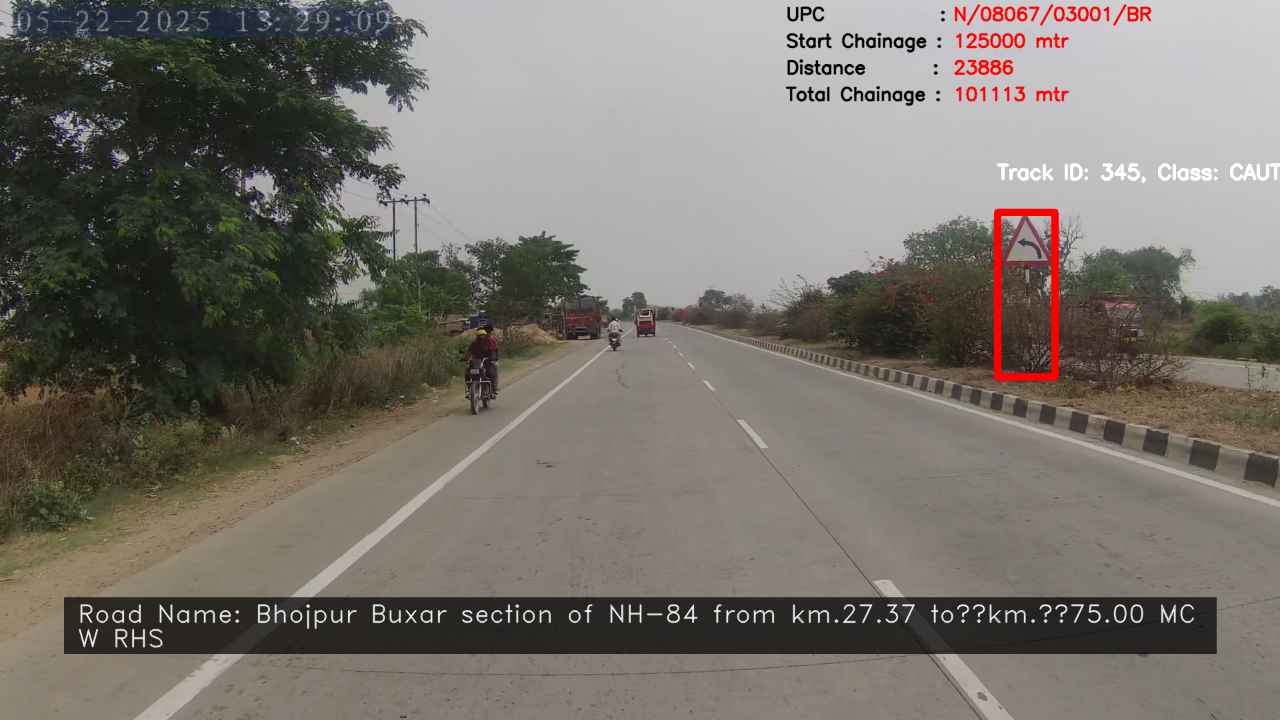 05-22-2025 13:29:09
UPC : N/08067/03001/BR
Start Chainage : 125000 mtr
Distance : 23886
Total Chainage : 101113 mtr
Track ID: 345, Class: CAUT
Road Name: Bhojpur Buxar section of NH-84 from km.27.37 to??km.??75.00 MC
W RHS